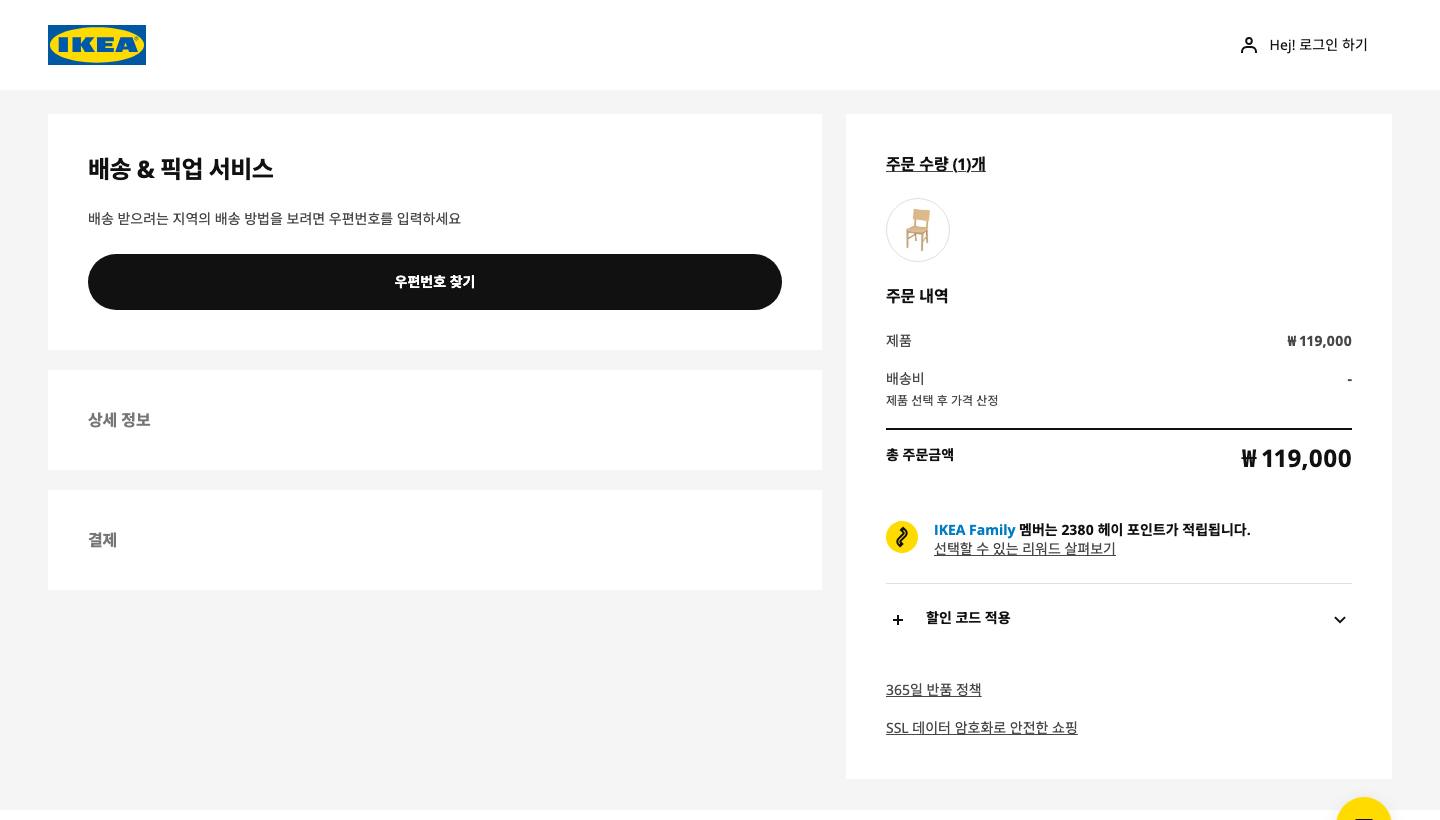 IKEA
Hej! 로그인 하기
배송 & 픽업 서비스
배송 받으려는 지역의 배송 방법을 보려면 우편번호를 입력하세요
우편번호 찾기
상세 정보
결제
주문 수량 (1)개
주문 내역
제품
₩ 119,000
배송비
-
제품 선택 후 가격 산정
총 주문금액
₩ 119,000
IKEA Family 멤버는 2380 헤이 포인트가 적립됩니다.
선택할 수 있는 리워드 살펴보기
할인 코드 적용
365일 반품 정책
SSL 데이터 암호화로 안전한 쇼핑